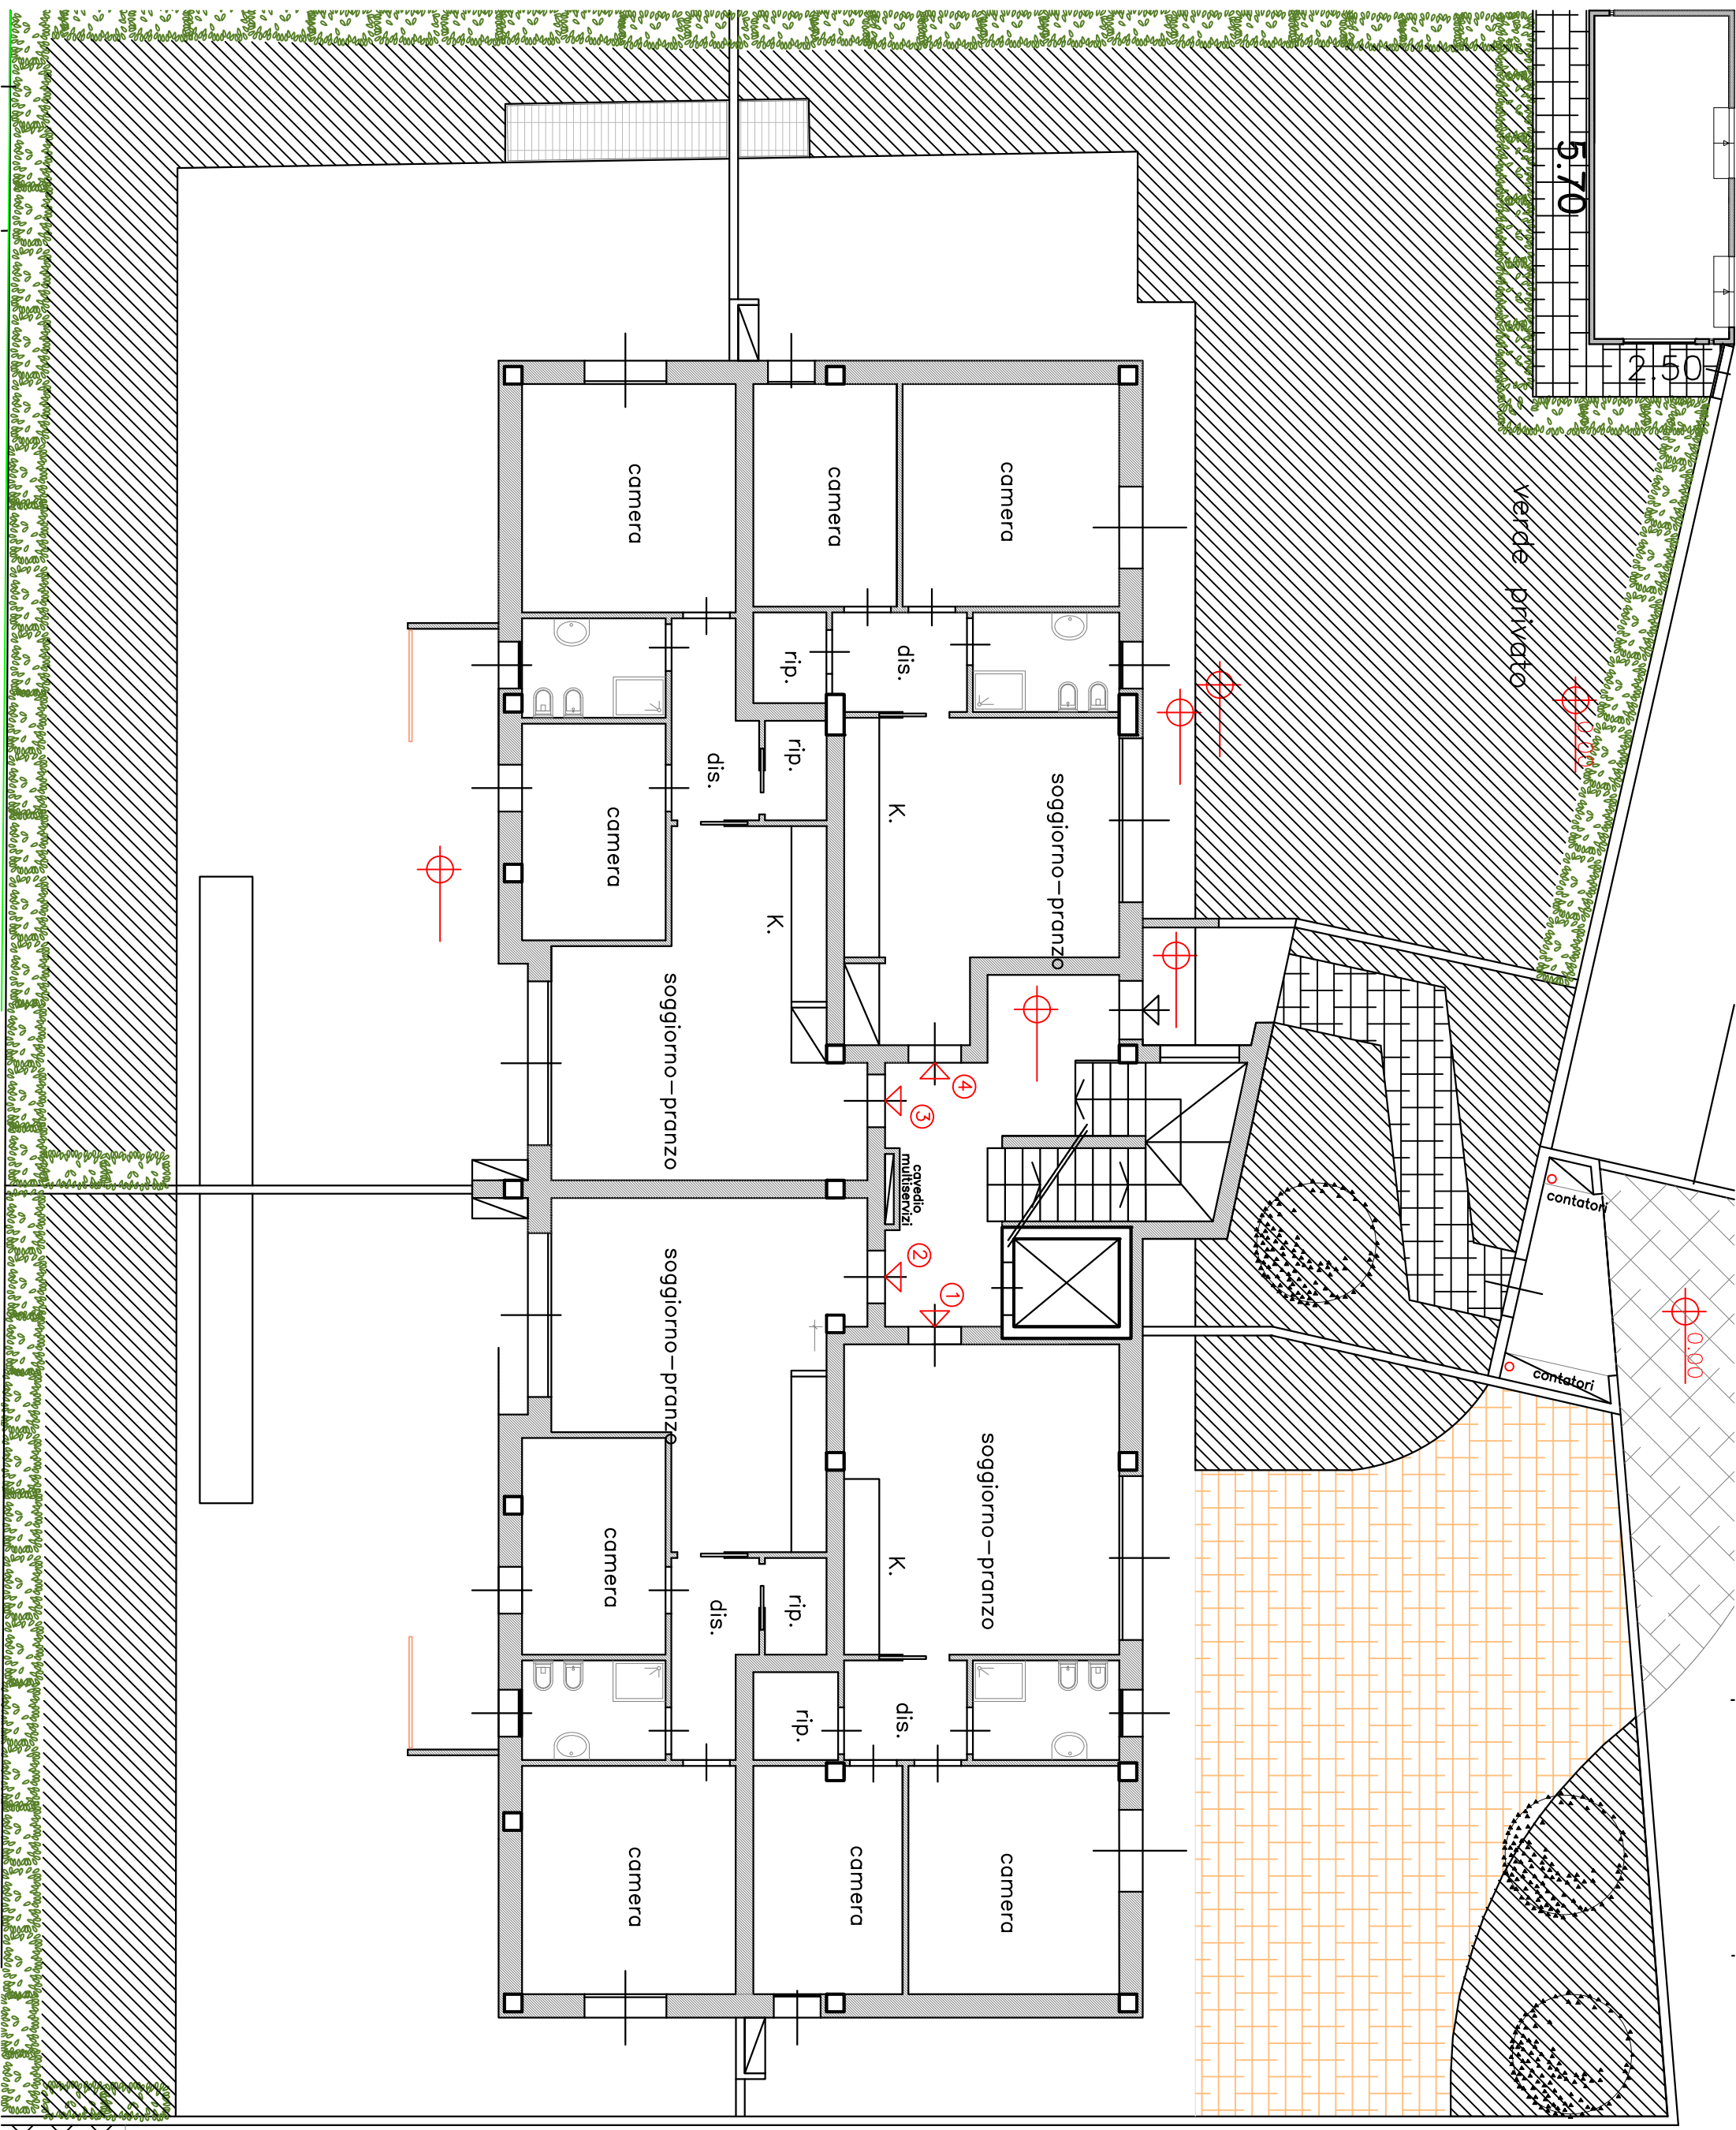 5.70
2.50
verde privato
0.00
camera
camera
camera
rip.
dis.
rip.
dis.
K.
soggiorno-pranzo
camera
K.
soggiorno-pranzo
4
3
cavedio
multiservizi
2
1
contatori
contatori
0.00
soggiorno-pranzo
soggiorno-pranzo
K.
camera
dis.
rip.
rip.
dis.
camera
camera
camera